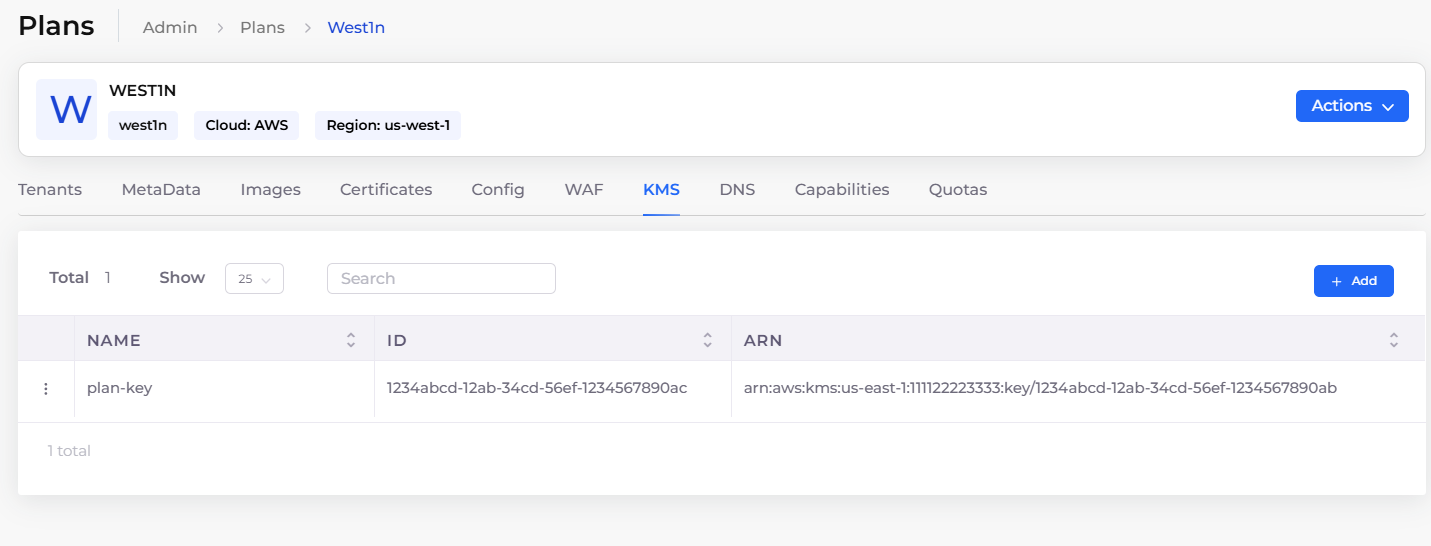 Plans Admin > Plans > West1n
W WEST1N
west1n Cloud: AWS Region: us-west-1
Actions
Tenants MetaData Images Certificates Config WAF KMS DNS Capabilities Quotas
Total 1 Show 25 Search + Add
NAME ID ARN
plan-key 1234abcd-12ab-34cd-56ef-1234567890ac arn:aws:kms:us-east-1:111122223333:key/1234abcd-12ab-34cd-56ef-1234567890ab
1 total